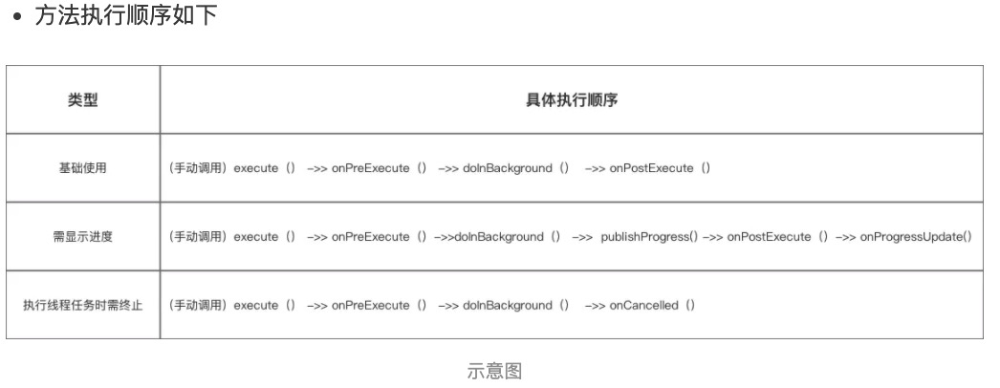 • 方法执行顺序如下
类型 具体执行顺序
基础使用 (手动调用) execute () ->> onPreExecute () ->> doInBackground () ->> onPostExecute ()
需显示进度 (手动调用) execute () ->> onPreExecute () ->>doInBackground () ->> publishProgress() ->> onPostExecute () ->> onProgressUpdate()
执行线程任务时需终止 (手动调用) execute () ->> onPreExecute () ->> doInBackground () ->> onCancelled ()
示意图